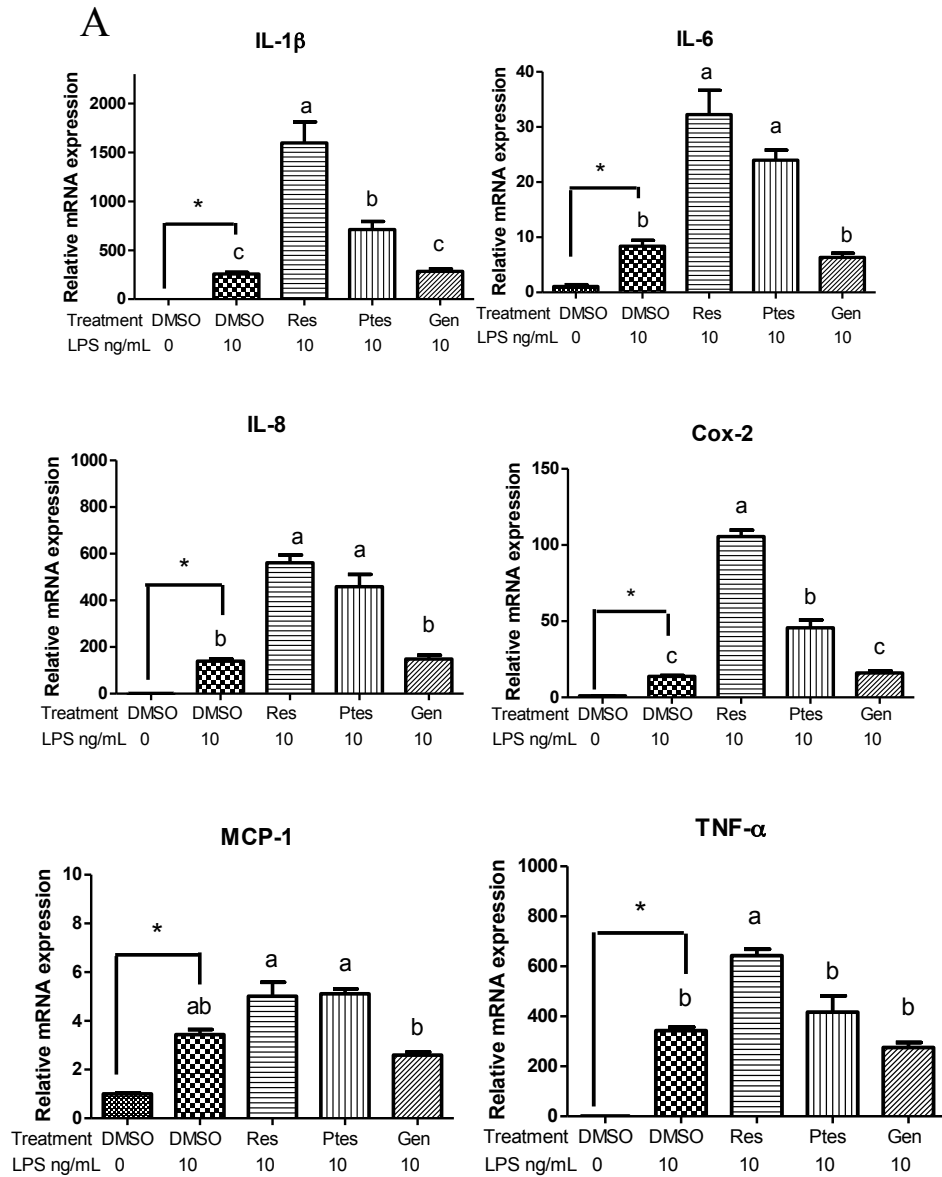 A
IL-1β
Relative mRNA expression
2000
1500
1000
500
0
*
c
a
b
c
Treatment DMSO DMSO Res Ptes Gen
LPS ng/mL 0 10 10 10 10
IL-6
Relative mRNA expression
40
30
20
10
0
*
b
a
a
b
DMSO DMSO Res Ptes Gen
Treatment
LPS ng/mL 0 10 10 10 10
IL-8
Relative mRNA expression
1000
800
600
400
200
0
*
b
a
a
b
Treatment DMSO DMSO Res Ptes Gen
LPS ng/mL 0 10 10 10 10
Cox-2
Relative mRNA expression
150
100
50
0
*
c
a
b
c
Treatment DMSO DMSO Res Ptes Gen
LPS ng/mL 0 10 10 10 10
MCP-1
Relative mRNA expression
6
4
2
0
*
ab
a
a
b
Treatment DMSO DMSO Res Ptes Gen
LPS ng/mL 0 10 10 10 10
TNF-α
Relative mRNA expression
1000
800
600
400
200
0
*
b
a
b
b
Treatment DMSO DMSO Res Ptes Gen
LPS ng/mL 0 10 10 10 10